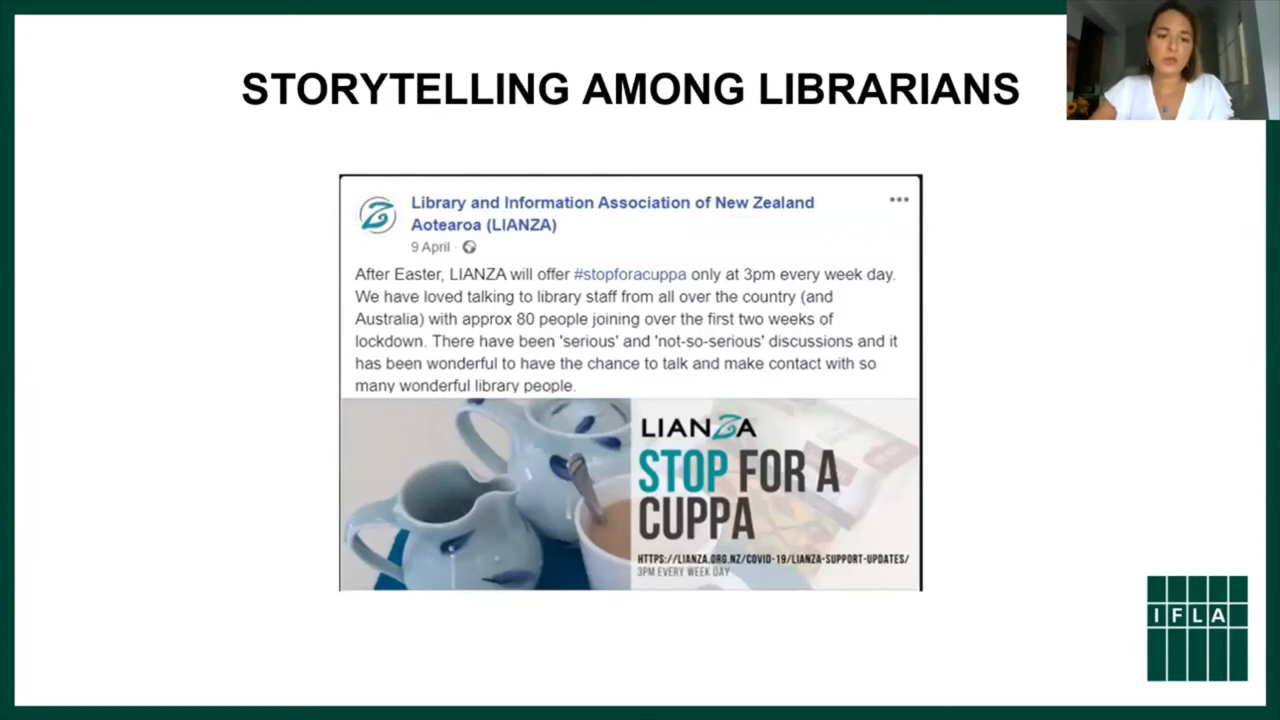 STORYTELLING AMONG LIBRARIANS
Library and Information Association of New Zealand
Aotearoa (LIANZA)
9 April ·
After Easter, LIANZA will offer #stopforacuppa only at 3pm every week day.
We have loved talking to library staff from all over the country (and
Australia) with approx 80 people joining over the first two weeks of
lockdown. There have been 'serious' and 'not-so-serious' discussions and it
has been wonderful to have the chance to talk and make contact with so
many wonderful library people.
LIANZA
STOP FOR A
CUPPA
HTTPS://LIANZA.ORG.NZ/COVID-19/LIANZA-SUPPORT-UPDATES/
3PM EVERY WEEK DAY
IFLA